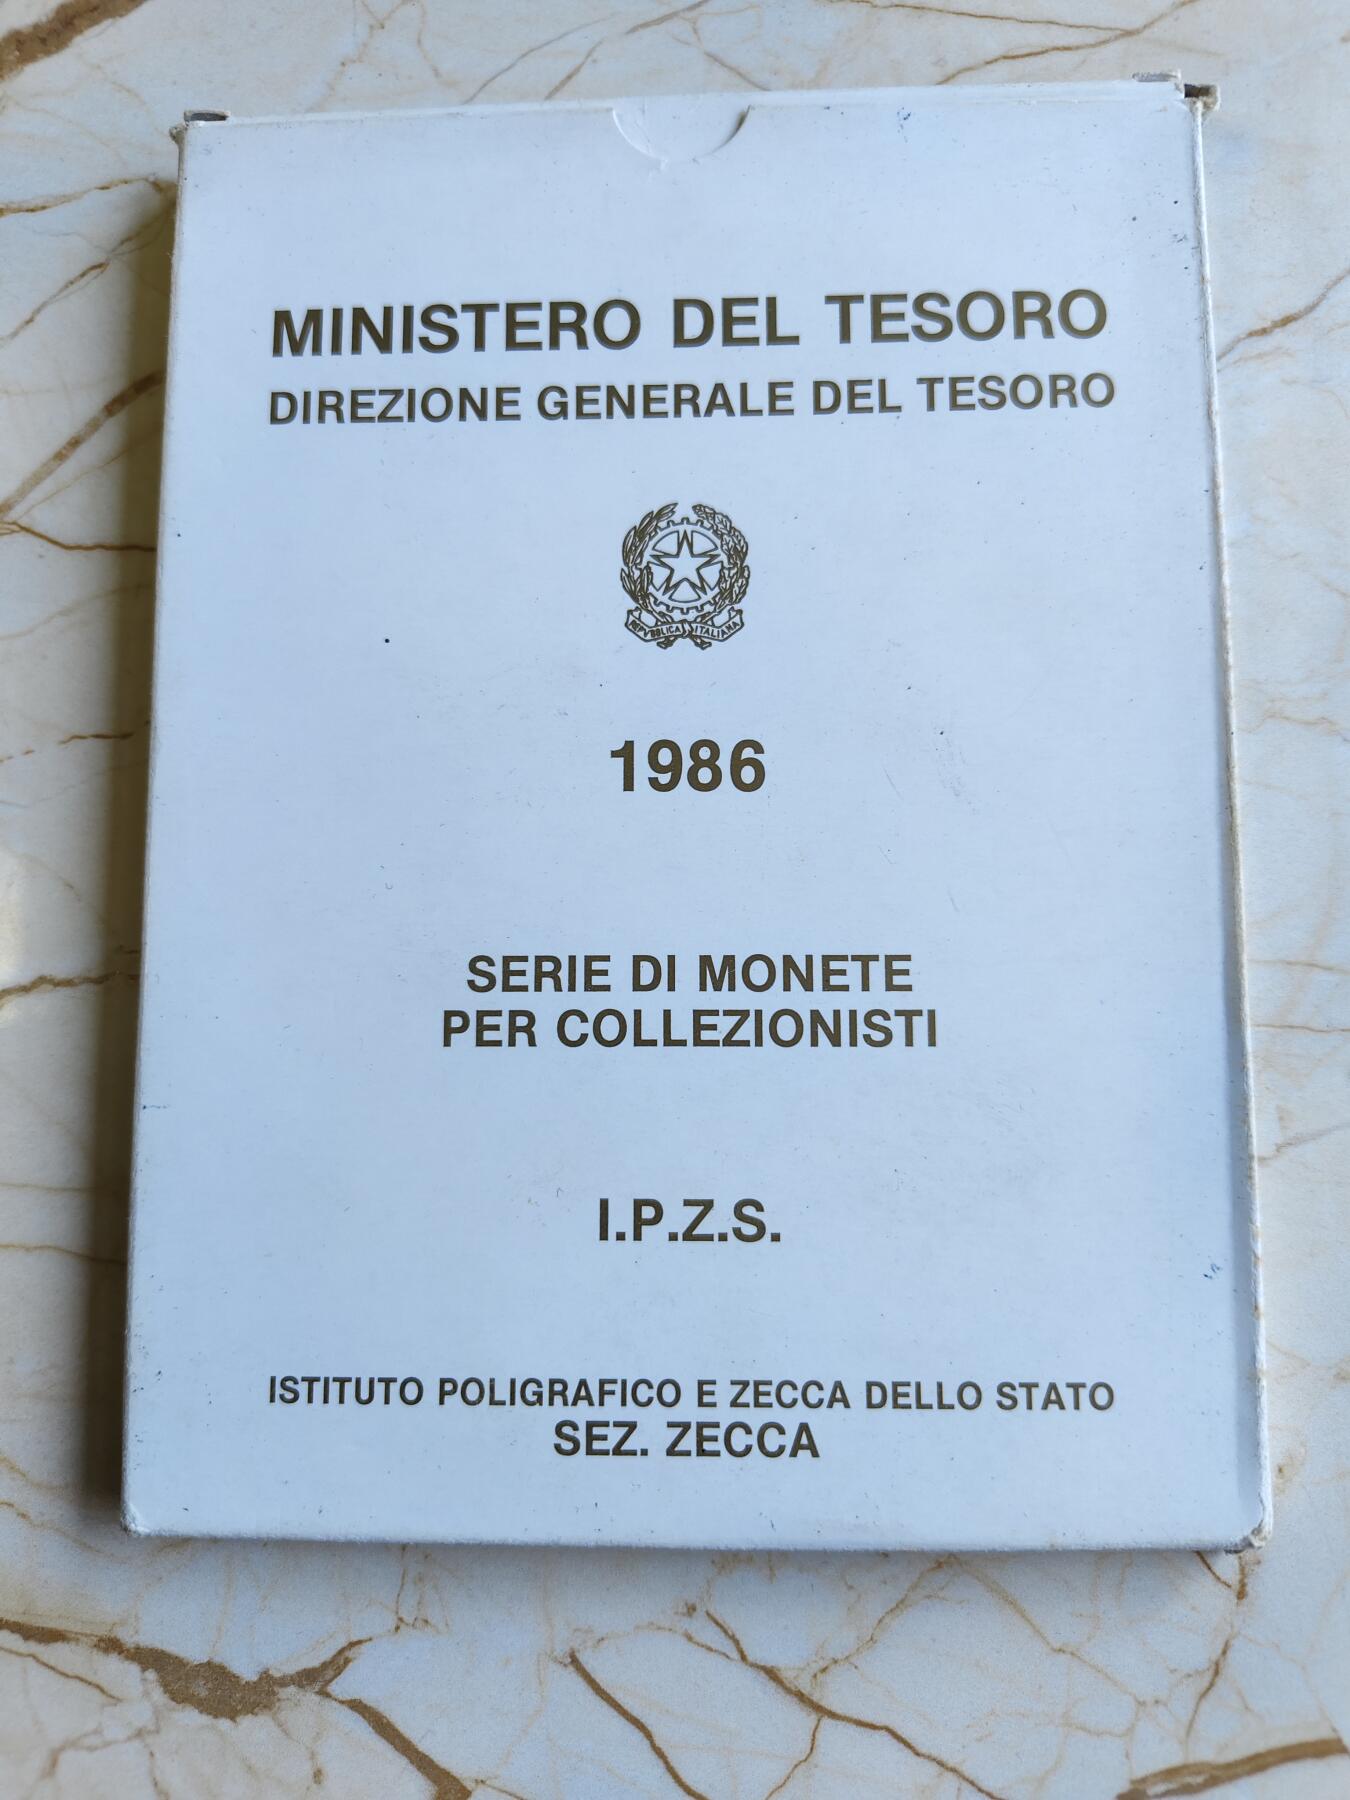 MINISTERO DEL TESORO
DIREZIONE GENERALE DEL TESORO
REPVBBLICA ITALIANA
1986
SERIE DI MONETE
PER COLLEZIONISTI
I.P.Z.S.
ISTITUTO POLIGRAFICO E ZECCA DELLO STATO
SEZ. ZECCA